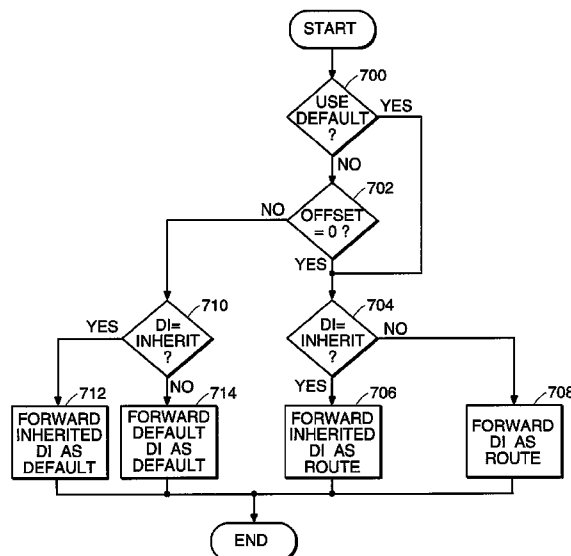 START
700
USE
DEFAULT
?
YES
NO
702
NO
OFFSET
= 0 ?
YES
710
704
YES
DI=
INHERIT
?
DI=
INHERIT
?
NO
712
NO
714
YES
706
708
FORWARD
INHERITED
DI AS
DEFAULT
FORWARD
DEFAULT
DI AS
DEFAULT
FORWARD
INHERITED
DI AS
ROUTE
FORWARD
DI AS
ROUTE
END